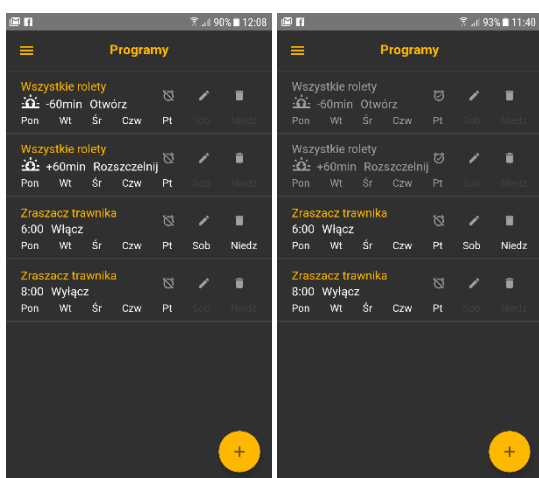 90% 12:08
Programy
Wszystkie rolety
-60min Otwórz
Pon Wt Śr Czw Pt Sob Niedz
Wszystkie rolety
+60min Rozszczelnij
Pon Wt Śr Czw Pt Sob Niedz
Zraszacz trawnika
6:00 Włącz
Pon Wt Śr Czw Pt Sob Niedz
Zraszacz trawnika
8:00 Wyłącz
Pon Wt Śr Czw Pt Sob Niedz
+
93% 11:40
Programy
Wszystkie rolety
-60min Otwórz
Pon Wt Śr Czw Pt Sob Niedz
Wszystkie rolety
+60min Rozszczelnij
Pon Wt Śr Czw Pt Sob Niedz
Zraszacz trawnika
6:00 Włącz
Pon Wt Śr Czw Pt Sob Niedz
Zraszacz trawnika
8:00 Wyłącz
Pon Wt Śr Czw Pt Sob Niedz
+